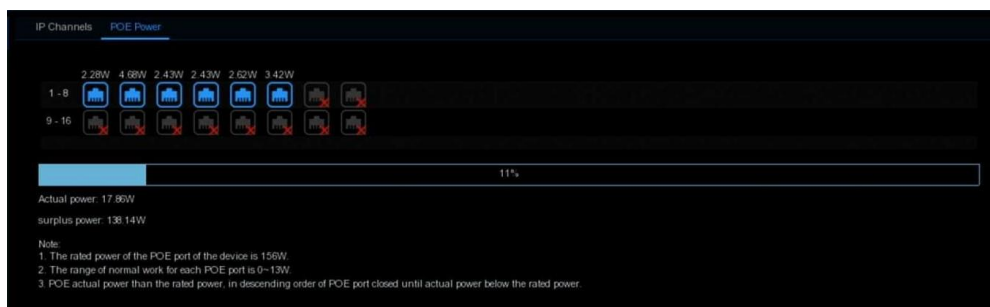 IP Channels POE Power
2.28W 4.68W 2.43W 2.43W 2.62W 3.42W
1 - 8
9 - 16
11%
Actual power: 17.86W
surplus power: 138.14W
Note:
1. The rated power of the POE port of the device is 156W.
2. The range of normal work for each POE port is 0~13W.
3. POE actual power than the rated power, in descending order of POE port closed until actual power below the rated power.